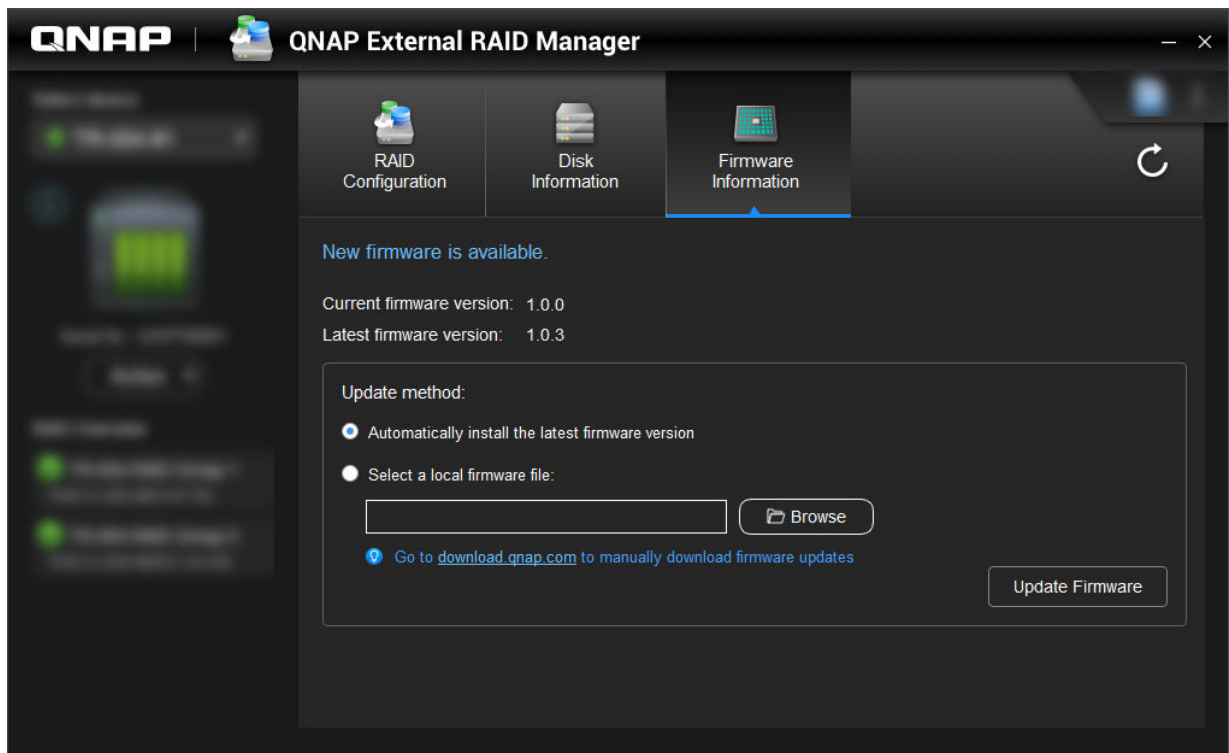 QNAP
QNAP External RAID Manager
RAID
Configuration
Disk
Information
Firmware
Information
New firmware is available.
Current firmware version: 1.0.0
Latest firmware version: 1.0.3
Update method:
Automatically install the latest firmware version
Select a local firmware file:
Browse
Go to download.qnap.com to manually download firmware updates
Update Firmware